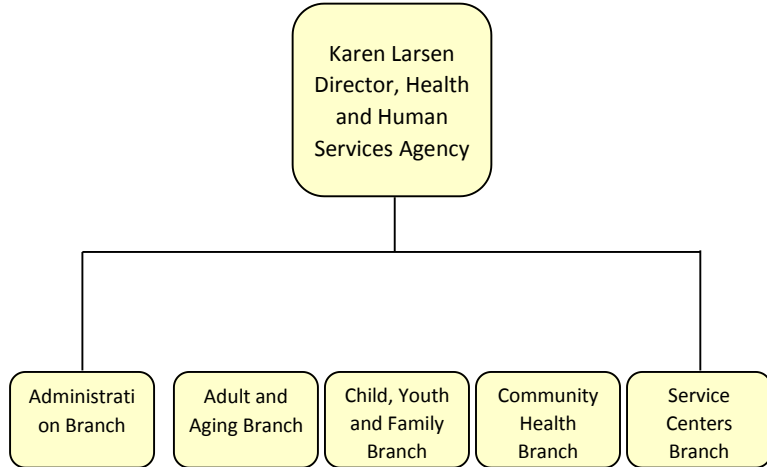 Karen Larsen
Director, Health
and Human
Services Agency
Administrati
on Branch
Adult and
Aging Branch
Child, Youth
and Family
Branch
Community
Health
Branch
Service
Centers
Branch